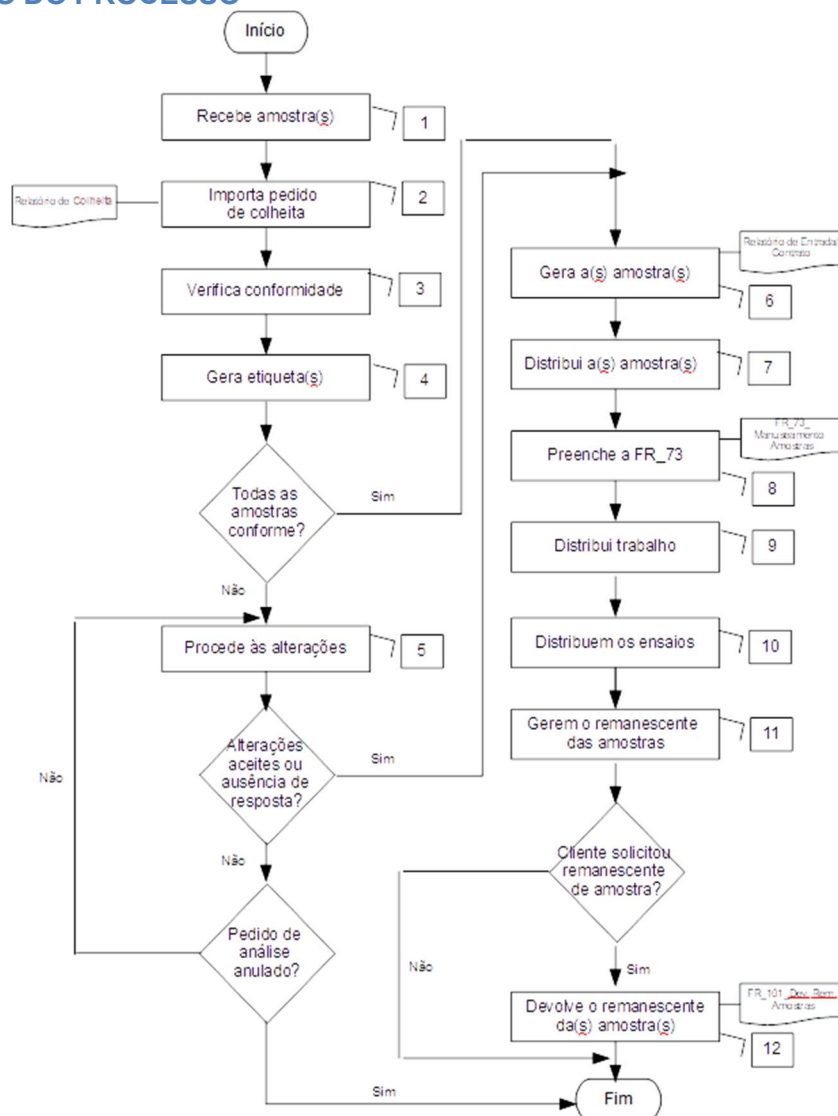 DO PROCESSO
Início
Recebe amostra(s)
1
Relatório de Colheita
Importa pedido
de colheita
2
Verifica conformidade
3
Gera etiqueta(s)
4
Todas as
amostras
conforme?
Sim
Não
Procede às alterações
5
Alterações
aceites ou
ausência de
resposta?
Sim
Não
Não
Pedido de
análise
anulado?
Sim
Relatório de Entrada/
Contrato
Gera a(s) amostra(s)
6
Distribui a(s) amostra(s)
7
FR_73_
Manuseamento
Amostras
Preenche a FR_73
8
Distribui trabalho
9
Distribuem os ensaios
10
Gerem o remanescente
das amostras
11
Cliente solicitou
remanescente
de amostra?
Não
Sim
FR_101_Dev_Rem
Amostras
Devolve o remanescente
da(s) amostra(s)
12
Fim